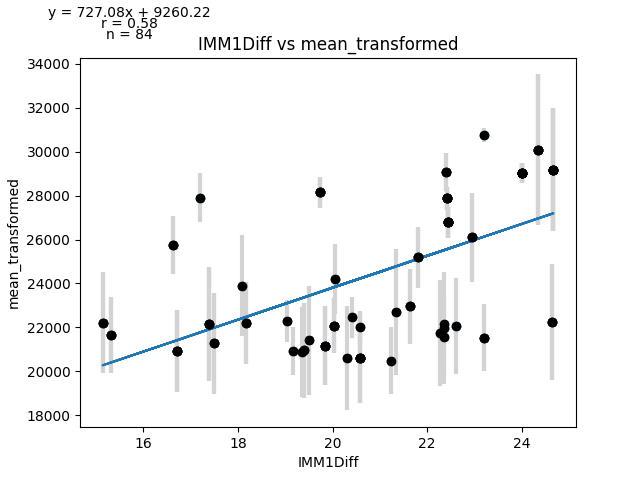 y = 727.08x + 9260.22
r = 0.58
n = 84
IMM1Diff vs mean_transformed
34000
32000
30000
28000
26000
24000
22000
20000
18000
mean_transformed
16 18 20 22 24
IMM1Diff